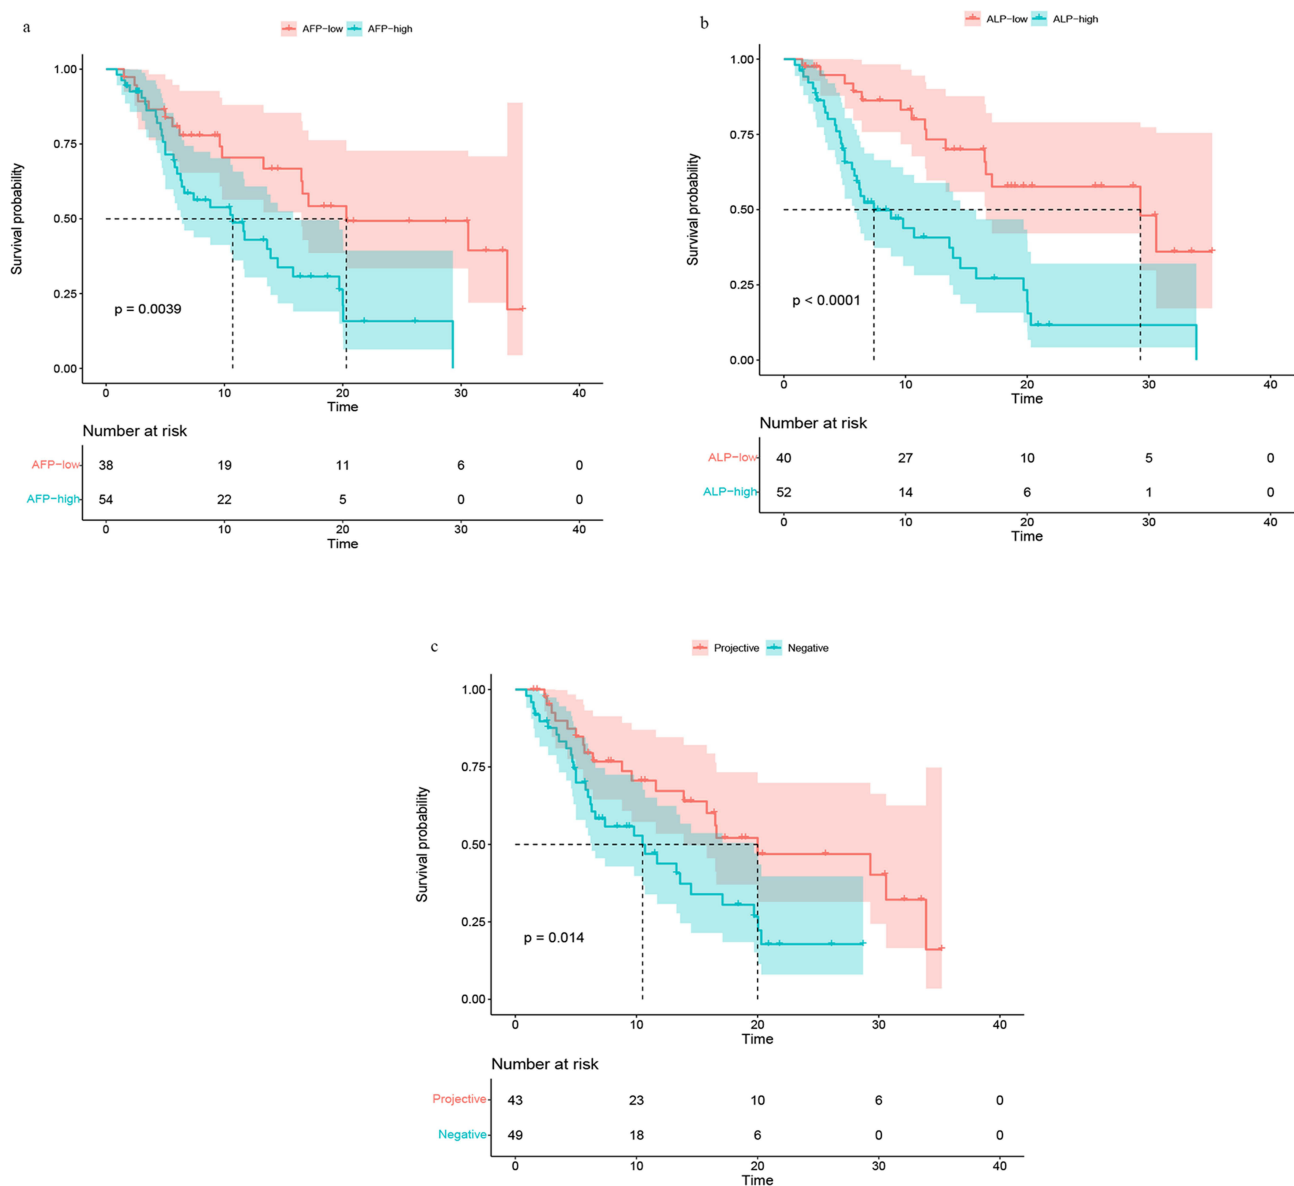 a
AFP-low AFP-high
1.00
0.75
0.50
0.25
0.00
Survival probability
p = 0.0039
0 10 20 30 40
Time
Number at risk
AFP-low 38 19 11 6 0
AFP-high 54 22 5 0 0
0 10 20 30 40
Time
b
ALP-low ALP-high
1.00
0.75
0.50
0.25
0.00
Survival probability
p < 0.0001
0 10 20 30 40
Time
Number at risk
ALP-low 40 27 10 5 0
ALP-high 52 14 6 1 0
0 10 20 30 40
Time
c
Projective Negative
1.00
0.75
0.50
0.25
0.00
Survival probability
p = 0.014
0 10 20 30 40
Time
Number at risk
Projective 43 23 10 6 0
Negative 49 18 6 0 0
0 10 20 30 40
Time